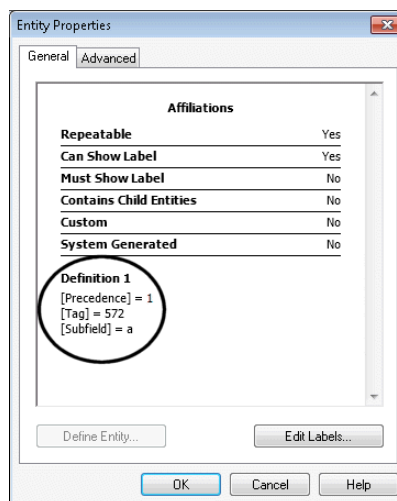 Entity Properties
General Advanced
Affiliations
Repeatable Yes
Can Show Label Yes
Must Show Label No
Contains Child Entities No
Custom No
System Generated No
Definition 1
[Precedence] = 1
[Tag] = 572
[Subfield] = a
Define Entity... Edit Labels...
OK Cancel Help